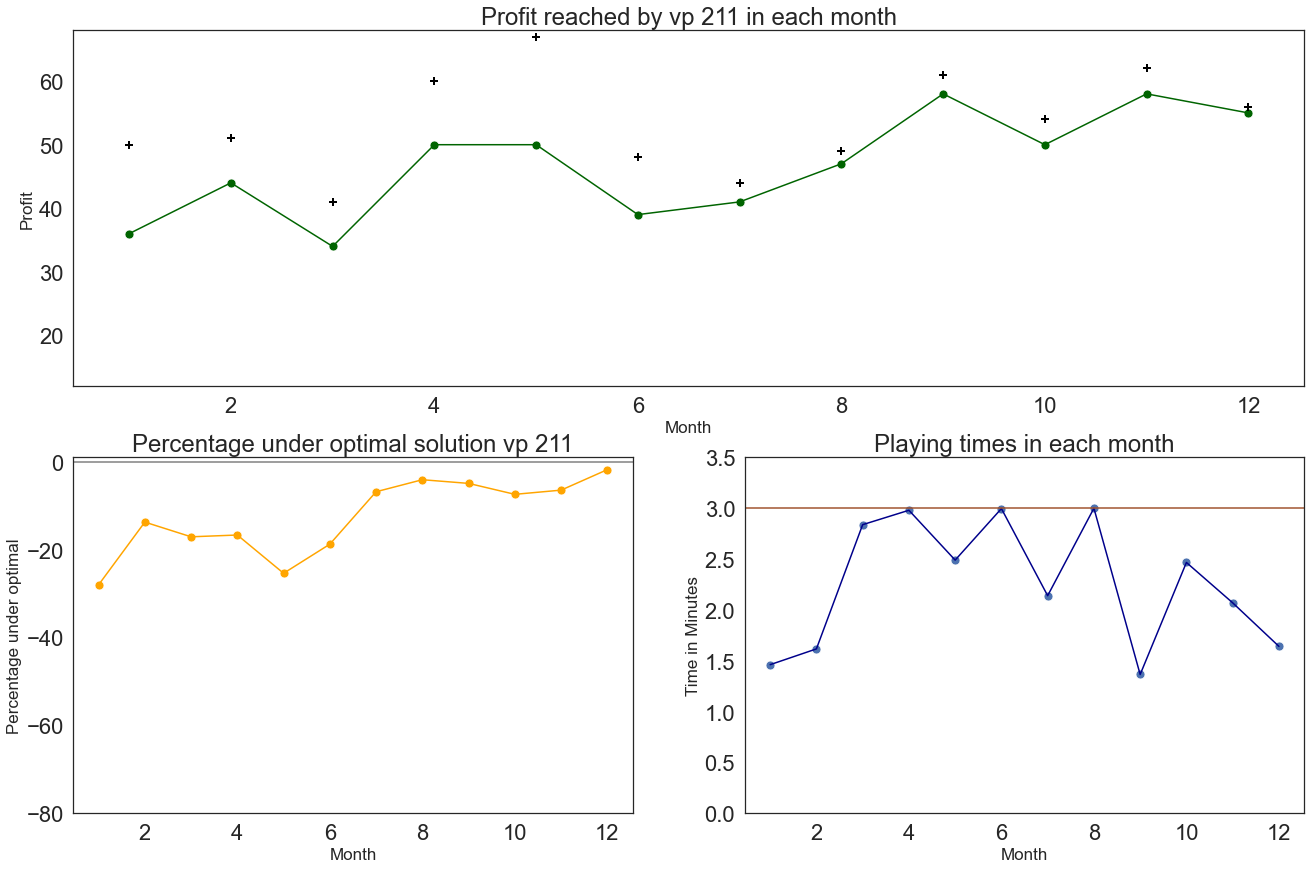 Profit reached by vp 211 in each month
Profit
60
50
40
30
20
2 4 6 8 10 12
Month
Percentage under optimal solution vp 211
Percentage under optimal
0
−20
−40
−60
−80
2 4 6 8 10 12
Month
Playing times in each month
Time in Minutes
3.5
3.0
2.5
2.0
1.5
1.0
0.5
0.0
2 4 6 8 10 12
Month